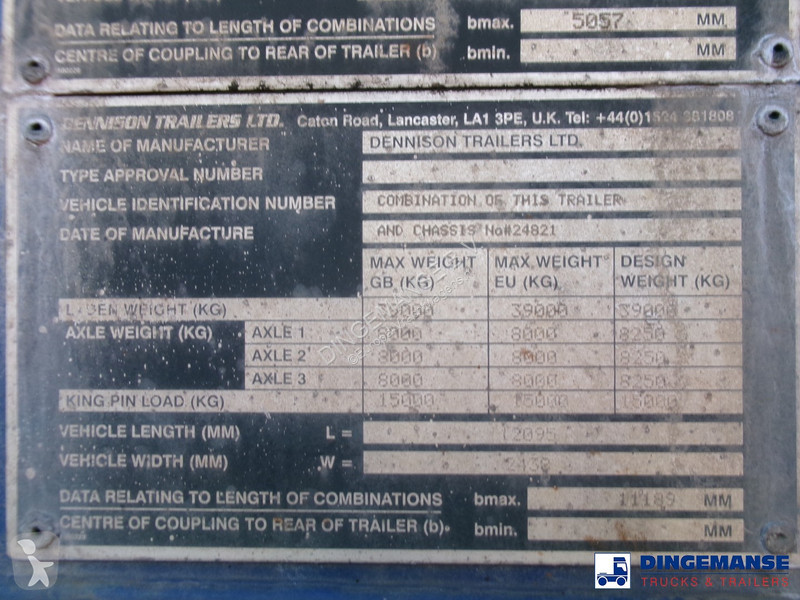 DATA RELATING TO LENGTH OF COMBINATIONS bmax. 5057 MM
CENTRE OF COUPLING TO REAR OF TRAILER (b) bmin. MM
DENNISON TRAILERS LTD. Caton Road, Lancaster, LA1 3PE, U.K. Tel: +44(0)1524
NAME OF MANUFACTURER DENNISON TRAILERS LTD.
TYPE APPROVAL NUMBER
VEHICLE IDENTIFICATION NUMBER COMBINATION OF THIS TRAILER
DATE OF MANUFACTURE AND CHASSIS No#24821
MAX WEIGHT MAX WEIGHT DESIGN
GB (KG) EU (KG) WEIGHT (KG)
LADEN WEIGHT (KG) 39000 39000 39000
AXLE WEIGHT (KG) AXLE 1 8000 8000 8250
AXLE 2 8000 8000 8250
AXLE 3 8000 8000 8250
KING PIN LOAD (KG) 15000 15000 15000
VEHICLE LENGTH (MM) L = 12095
VEHICLE WIDTH (MM) W =
DATA RELATING TO LENGTH OF COMBINATIONS bmax. 11189 MM
CENTRE OF COUPLING TO REAR OF TRAILER (b). bmin. MM
DINGEMANSE
TRUCKS & TRAILERS